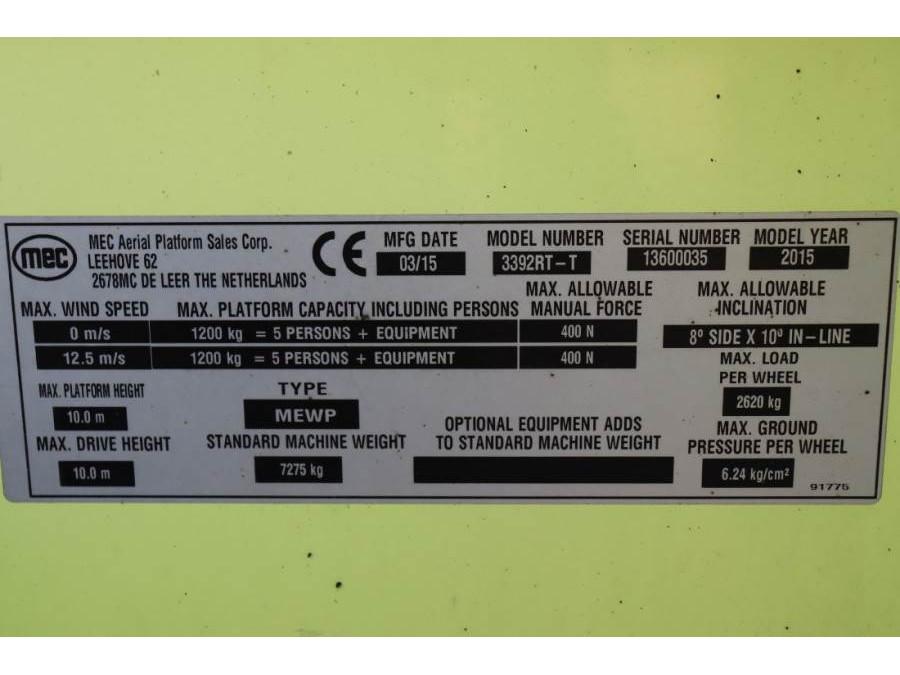 mec
MEC Aerial Platform Sales Corp.
LEEHOVE 62
2678MC DE LEER THE NETHERLANDS
CE
MFG DATE
03/15
MODEL NUMBER
3392RT-T
SERIAL NUMBER
13600035
MODEL YEAR
2015
MAX. WIND SPEED
MAX. PLATFORM CAPACITY INCLUDING PERSONS
MAX. ALLOWABLE
MANUAL FORCE
0 m/s
1200 kg = 5 PERSONS + EQUIPMENT
400 N
12.5 m/s
1200 kg = 5 PERSONS + EQUIPMENT
400 N
MAX. ALLOWABLE
INCLINATION
8º SIDE X 10º IN-LINE
MAX. PLATFORM HEIGHT
10.0 m
MAX. DRIVE HEIGHT
10.0 m
TYPE
MEWP
STANDARD MACHINE WEIGHT
7275 kg
OPTIONAL EQUIPMENT ADDS
TO STANDARD MACHINE WEIGHT
MAX. LOAD
PER WHEEL
2620 kg
MAX. GROUND
PRESSURE PER WHEEL
6.24 kg/cm²
91775